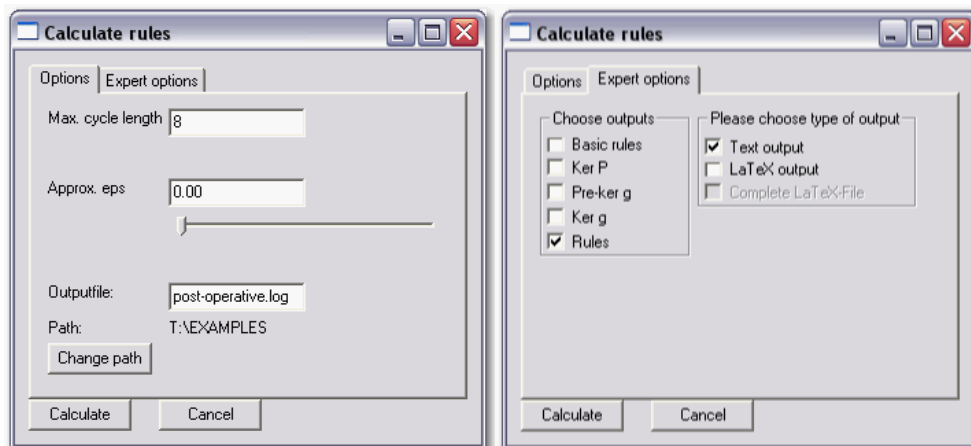 Calculate rules
Options Expert options
Max. cycle length 8
Approx. eps 0.00
Outputfile: post-operative.log
Path: T:\EXAMPLES
Change path
Calculate Cancel
Calculate rules
Options Expert options
Choose outputs
Basic rules
Ker P
Pre-ker g
Ker g
Rules
Please choose type of output
Text output
LaTeX output
Complete LaTeX-File
Calculate Cancel